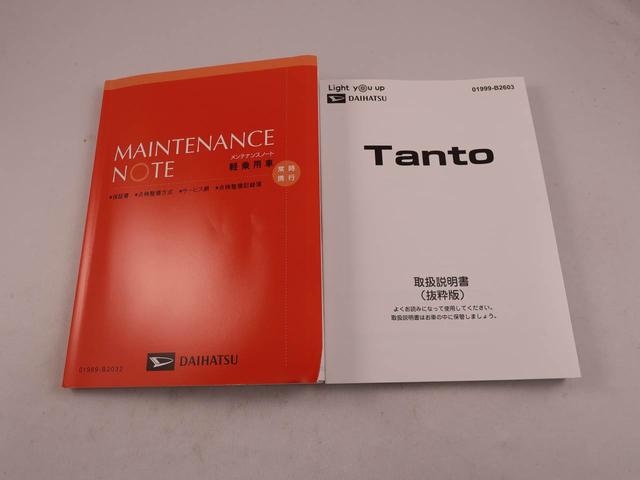 MAINTENANCE
NOTE
メンテナンスノート
軽乗用車
常時
携行
●保証書 ●点検整備方式 ●サービス網 ●点検整備記録簿
DAIHATSU
01989-B2032
Light you up
DAIHATSU
01999-B2603
Tanto
取扱説明書
（抜粋版）
よくお読みになって使用してください。
取扱説明書はお車の中に保管しましょう。